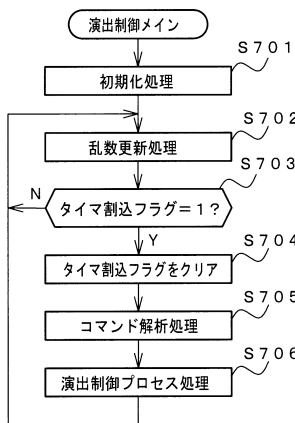 演出制御メイン
S701
初期化処理
S702
乱数更新処理
S703
N
タイマ割込フラグ＝1？
Y
S704
タイマ割込フラグをクリア
S705
コマンド解析処理
S706
演出制御プロセス処理